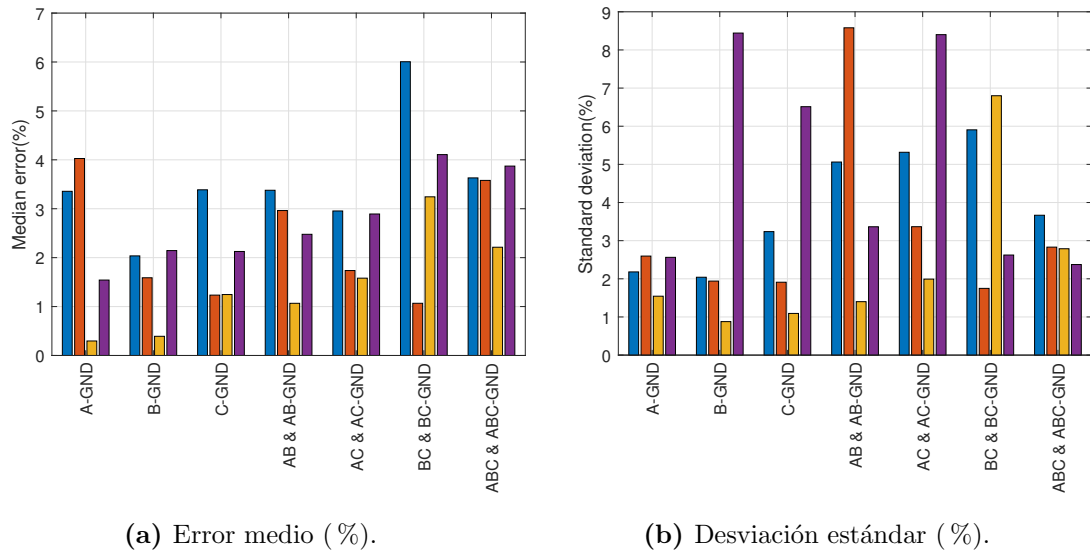 7
6
5
4
3
2
1
0
Median error(%)
A-GND
B-GND
C-GND
AB & AB-GND
AC & AC-GND
BC & BC-GND
ABC & ABC-GND
(a) Error medio (%).
9
8
7
6
5
4
3
2
1
0
Standard deviation(%)
A-GND
B-GND
C-GND
AB & AB-GND
AC & AC-GND
BC & BC-GND
ABC & ABC-GND
(b) Desviación estándar (%).